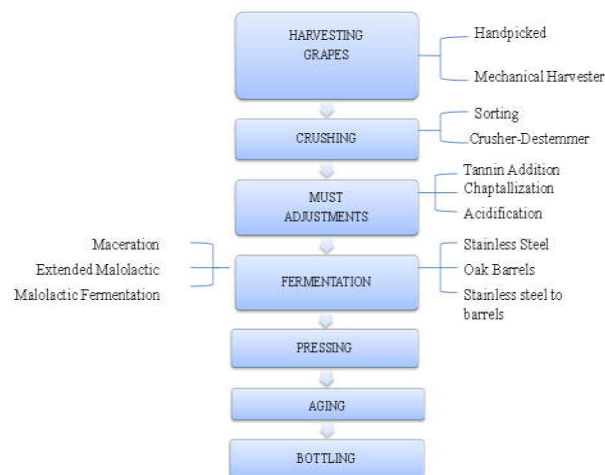 HARVESTING
GRAPES
Handpicked
Mechanical Harvester
CRUSHING
Sorting
Crusher-Destemmer
MUST
ADJUSTMENTS
Tannin Addition
Chaptallization
Acidification
Maceration
Extended Malolactic
Malolactic Fermentation
FERMENTATION
Stainless Steel
Oak Barrels
Stainless steel to
barrels
PRESSING
AGING
BOTTLING